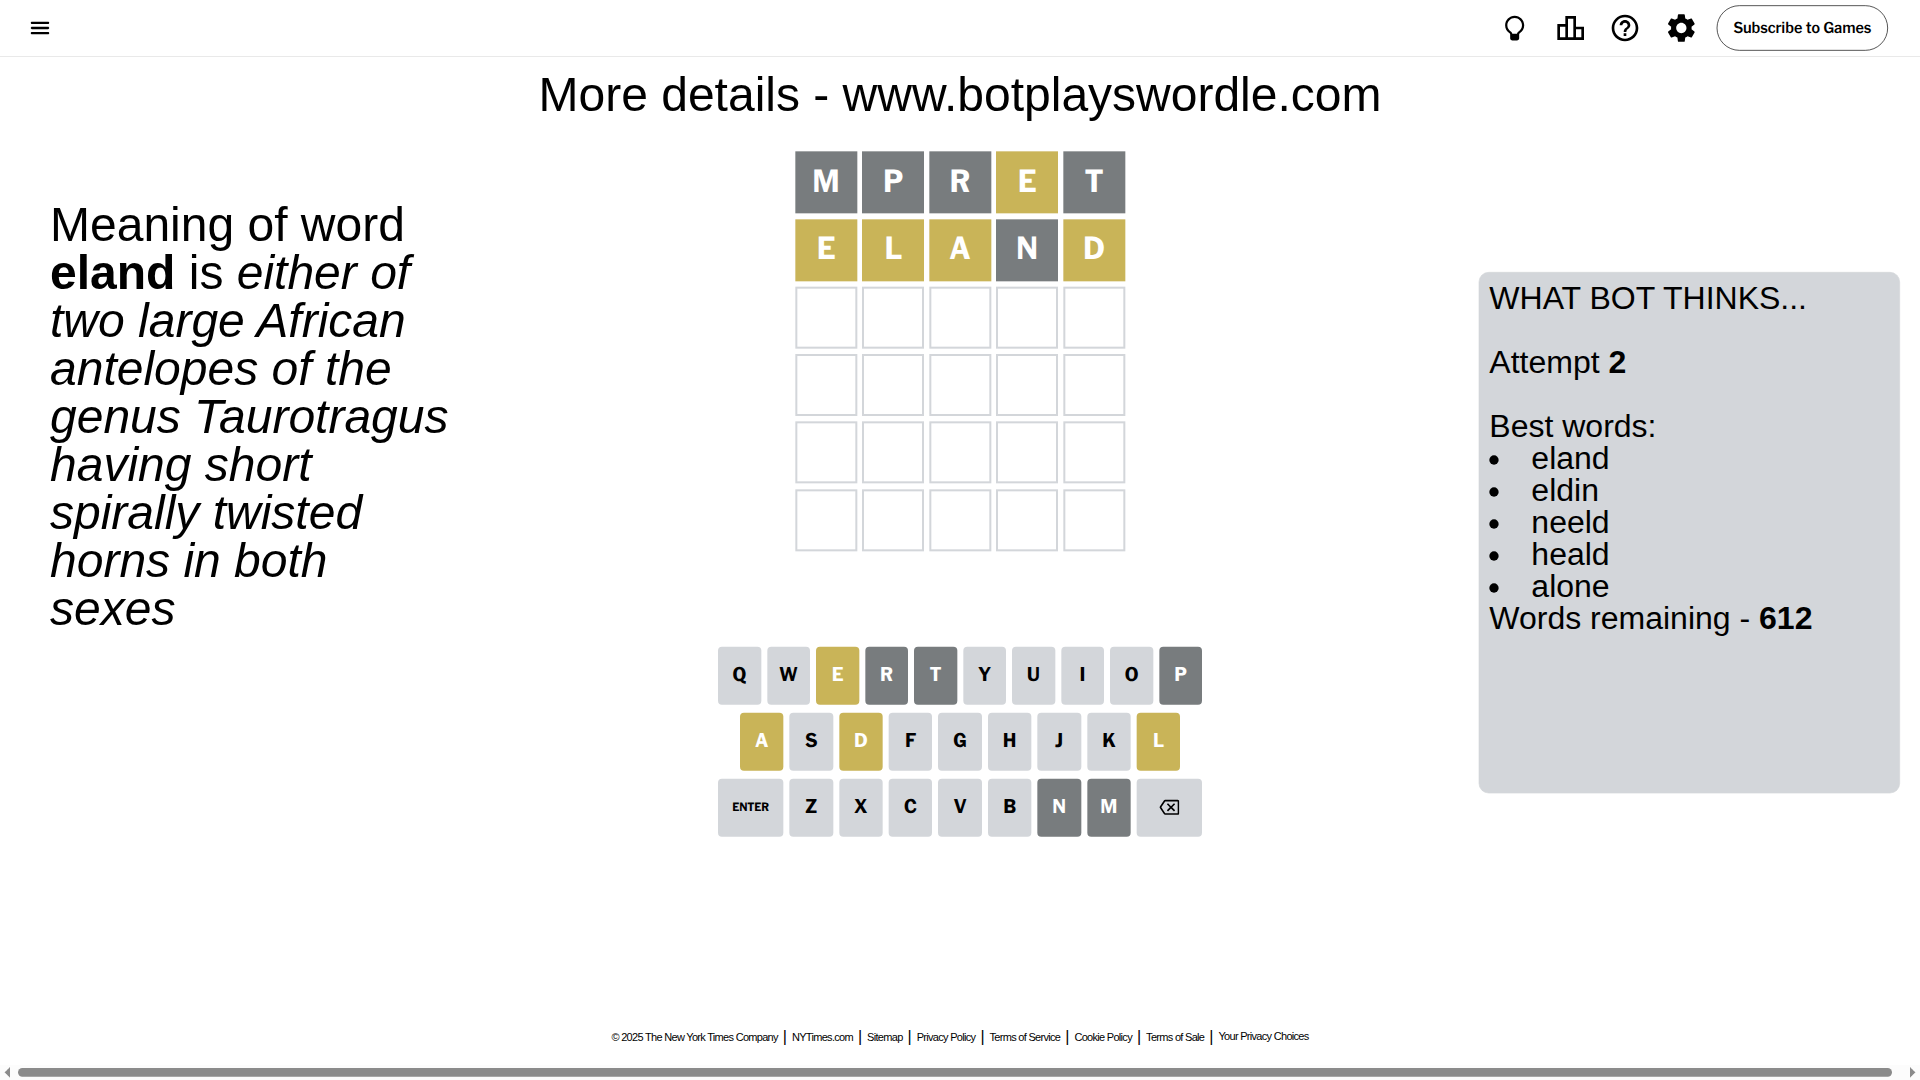 Subscribe to Games
More details - www.botplayswordle.com
Meaning of word
eland is either of
two large African
antelopes of the
genus Taurotragus
having short
spirally twisted
horns in both
sexes
M P R E T
E L A N D
WHAT BOT THINKS...
Attempt 2
Best words:
• eland
• eldin
• neeld
• heald
• alone
Words remaining - 612
Q W E R T Y U I O P
A S D F G H J K L
ENTER Z X C V B N M
© 2025 The New York Times Company | NYTimes.com | Sitemap | Privacy Policy | Terms of Service | Cookie Policy | Terms of Sale | Your Privacy Choices